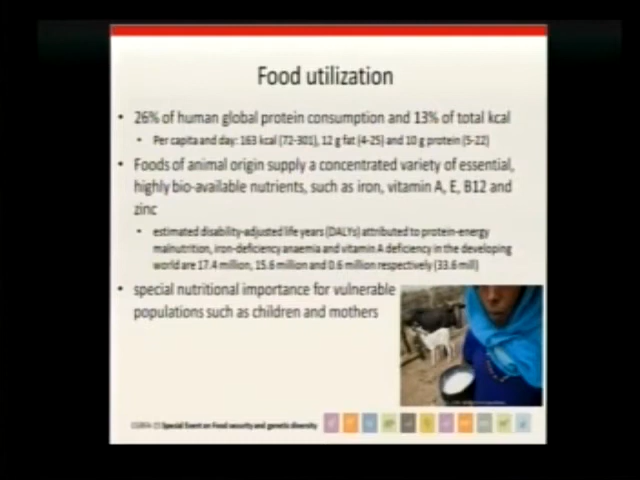 Food utilization
• 26% of human global protein consumption and 13% of total kcal
• Per capita and day: 163 kcal (72-301), 12 g fat (4-25) and 10 g protein (5-22)
• Foods of animal origin supply a concentrated variety of essential,
highly bio-available nutrients, such as iron, vitamin A, E, B12 and
zinc
• estimated disability-adjusted life years (DALYs) attributed to protein-energy
malnutrition, iron-deficiency anaemia and vitamin A deficiency in the developing
world are 17.4 million, 15.6 million and 0.6 million respectively (33.6 mill)
• special nutritional importance for vulnerable
populations such as children and mothers
Special Event on Food security and genetic diversity